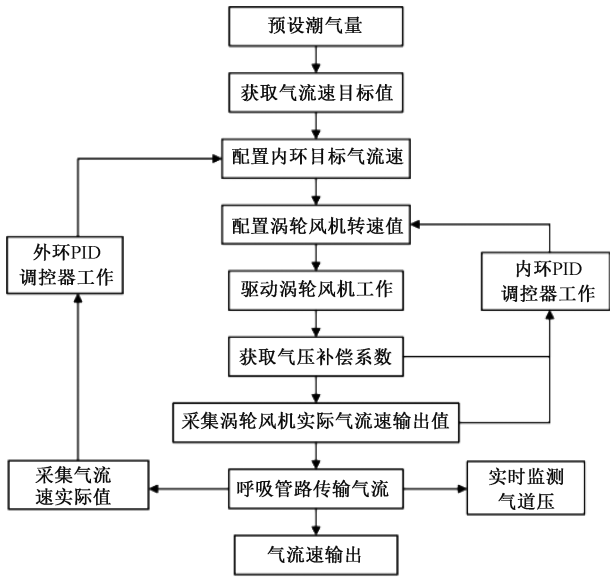 预设潮气量
获取气流速目标值
配置内环目标气流速
配置涡轮风机转速值
外环PID
调控器工作
内环PID
调控器工作
驱动涡轮风机工作
获取气压补偿系数
采集涡轮风机实际气流速输出值
采集气流
速实际值
呼吸管路传输气流
实时监测
气道压
气流速输出